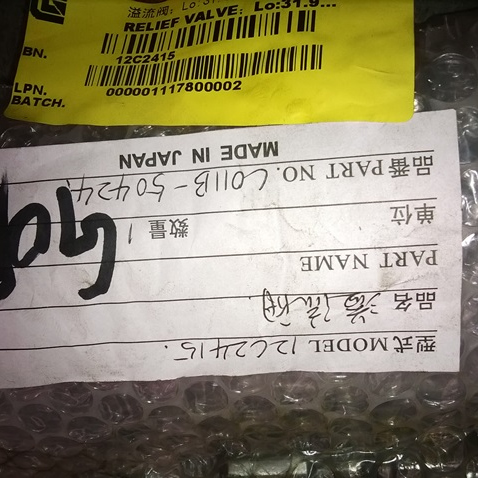 溢流阀: Lo:31
RELIEF VALVE: Lo:31.9...
BN. 12C2415
LPN. 000001117800002
BATCH.
型式 MODEL 12C2415.
品名 溢流阀
PART NAME
数量 1 单位
品番 PART NO. C011B-50424
MADE IN JAPAN